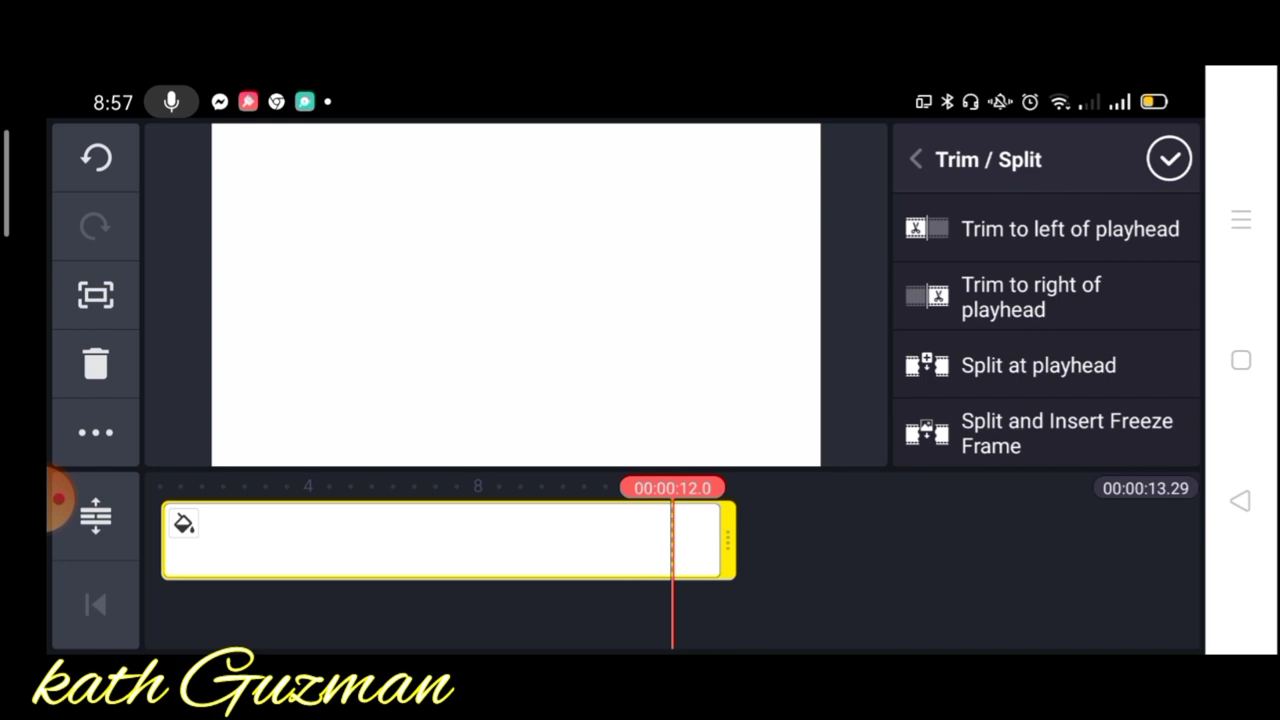 8:57
Trim / Split
Trim to left of playhead
Trim to right of
playhead
Split at playhead
Split and Insert Freeze
Frame
4
8
00:00:12.0
00:00:13.29
kath Guzman